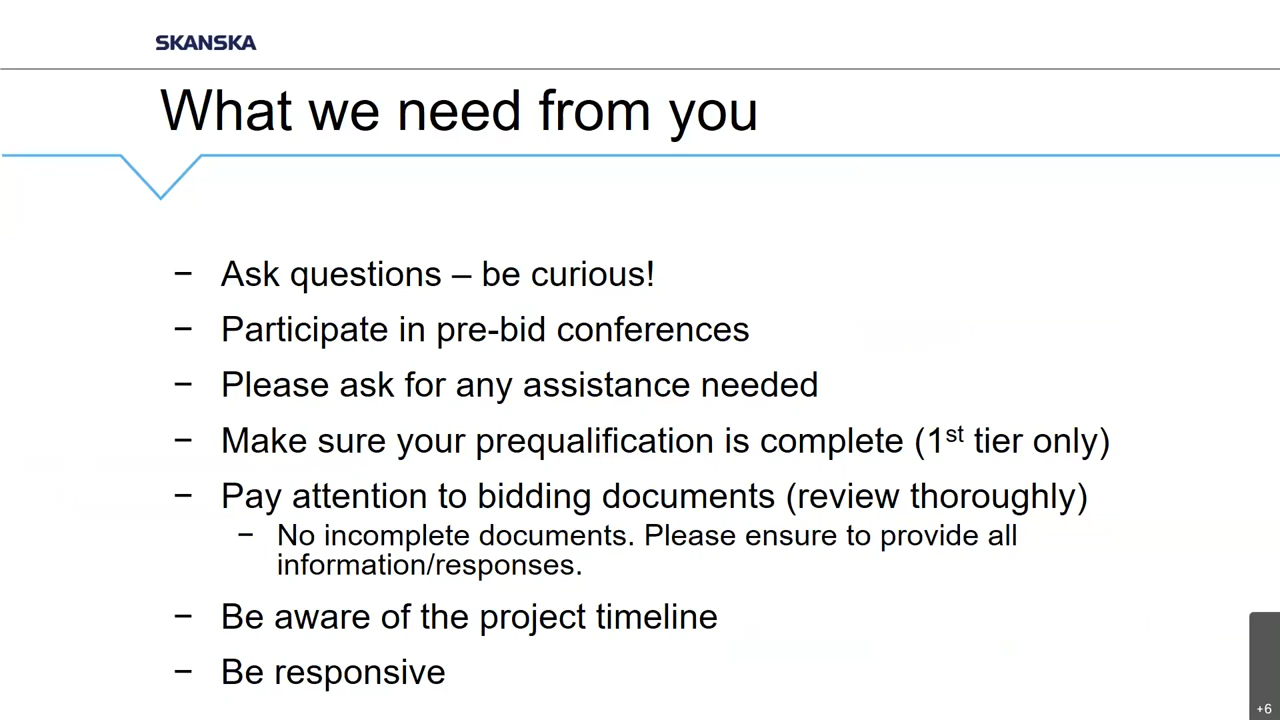 SKANSKA
What we need from you
− Ask questions – be curious!
− Participate in pre-bid conferences
− Please ask for any assistance needed
− Make sure your prequalification is complete (1st tier only)
− Pay attention to bidding documents (review thoroughly)
− No incomplete documents. Please ensure to provide all
information/responses.
− Be aware of the project timeline
− Be responsive
+6